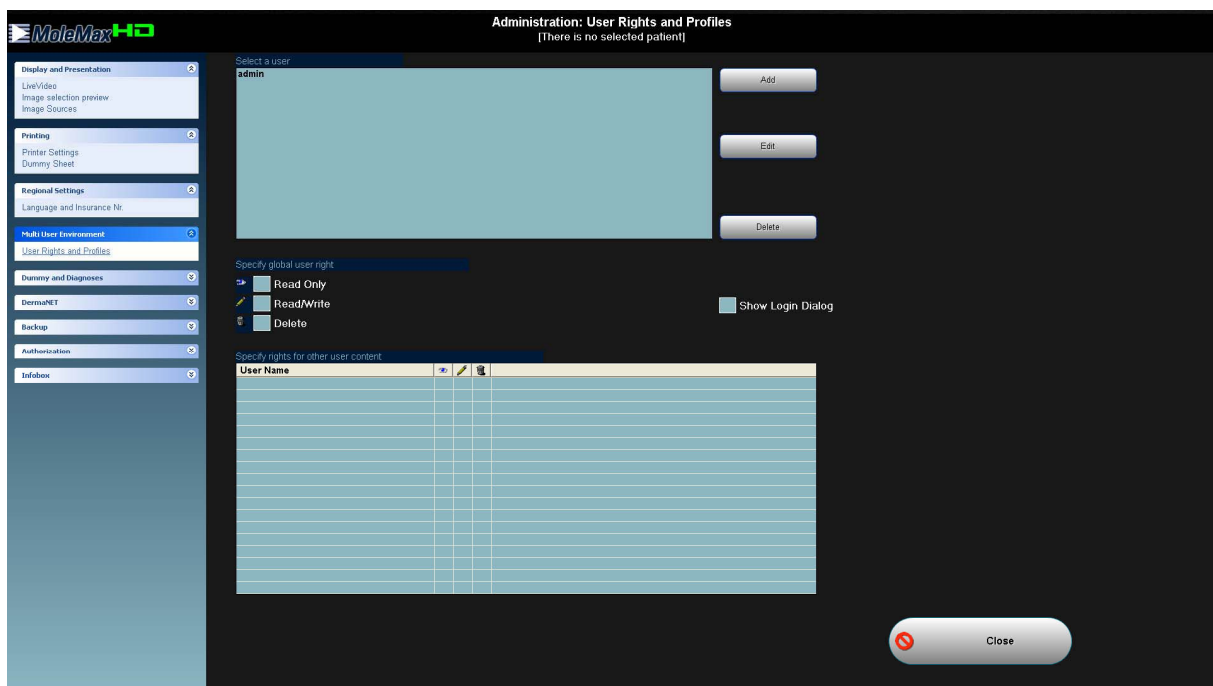 MoleMaxHD
Administration: User Rights and Profiles
[There is no selected patient]
Display and Presentation
LiveVideo
Image selection preview
Image Sources
Printing
Printer Settings
Dummy Sheet
Regional Settings
Language and Insurance Nr.
Multi User Environment
User Rights and Profiles
Dummy and Diagnoses
DermaNET
Backup
Authorization
Infobox
Select a user
admin
Add
Edit
Delete
Specify global user right
Read Only
Read/Write
Delete
Show Login Dialog
Specify rights for other user content
User Name
Close